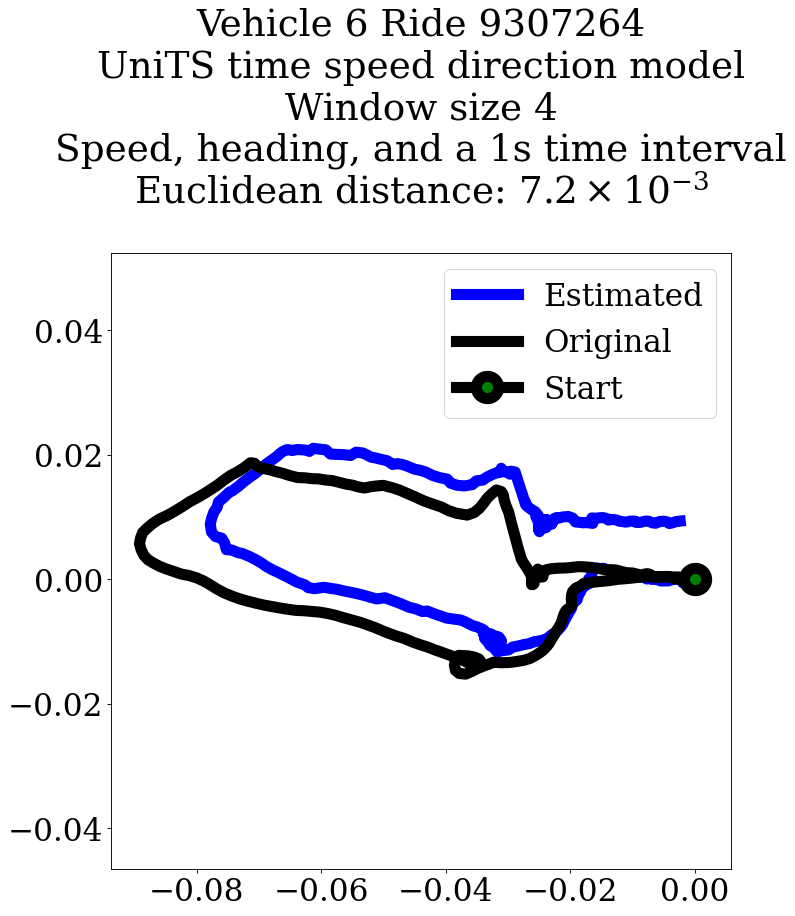 Vehicle 6 Ride 9307264
UniTS time speed direction model
Window size 4
Speed, heading, and a 1s time interval
Euclidean distance: 7.2 × 10⁻³
Estimated
Original
Start
0.04
0.02
0.00
−0.02
−0.04
−0.08 −0.06 −0.04 −0.02 0.00